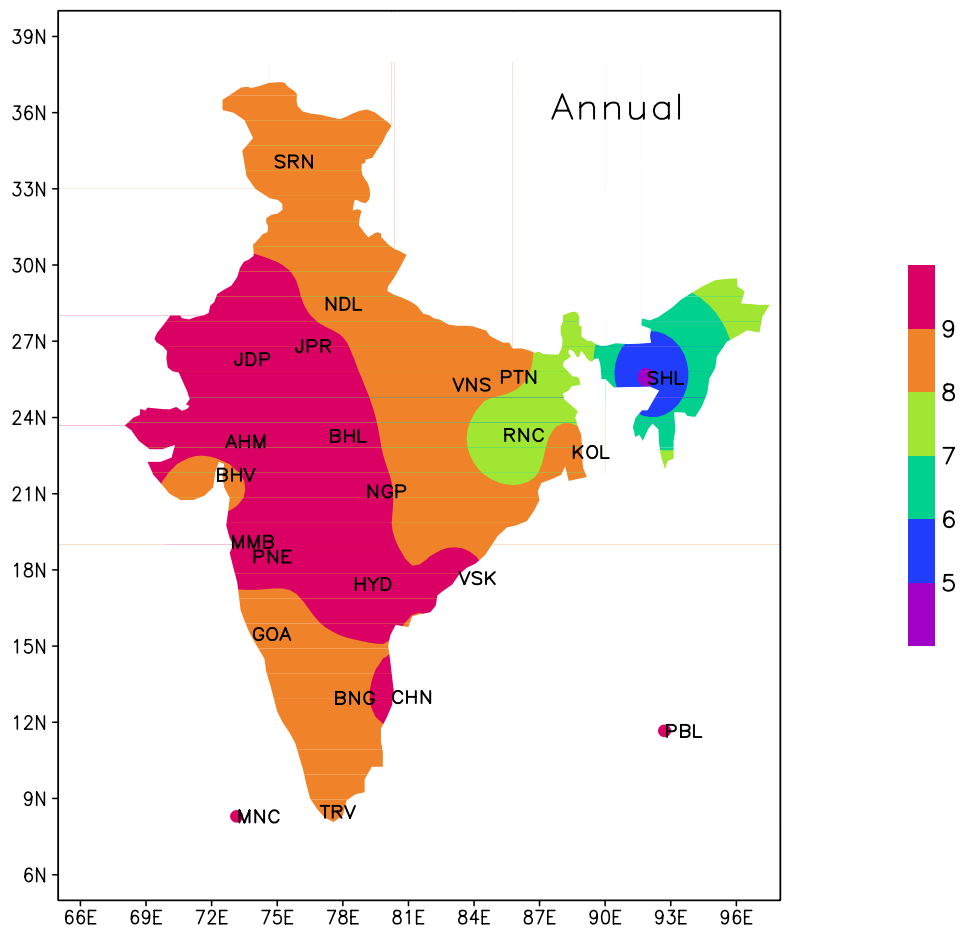 39N
36N
Annual
SRN
33N
30N
NDL
27N
JPR
JDP
VNS PTN
SHL
24N
AHM
BHL
RNC
KOL
BHV
21N
NGP
MMB
PNE
18N
HYD
VSK
GOA
15N
BNG CHN
12N
PBL
9N
MNC
TRV
6N
66E 69E 72E 75E 78E 81E 84E 87E 90E 93E 96E
9
8
7
6
5